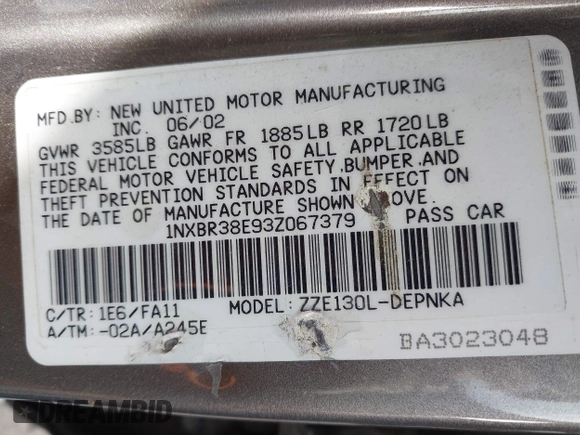 MFD.BY: NEW UNITED MOTOR MANUFACTURING
INC. 06/02
GVWR 3585LB GAWR FR 1885LB RR 1720LB
THIS VEHICLE CONFORMS TO ALL APPLICABLE
FEDERAL MOTOR VEHICLE SAFETY,BUMPER,AND
THEFT PREVENTION STANDARDS IN EFFECT ON
THE DATE OF MANUFACTURE SHOWN
1NXBR38E93Z067379 PASS CAR
C/TR: 1E6/FA11 MODEL: ZZE130L-DEPNKA
A/TM: -02A/A245E
BA3023048
DREAMBID